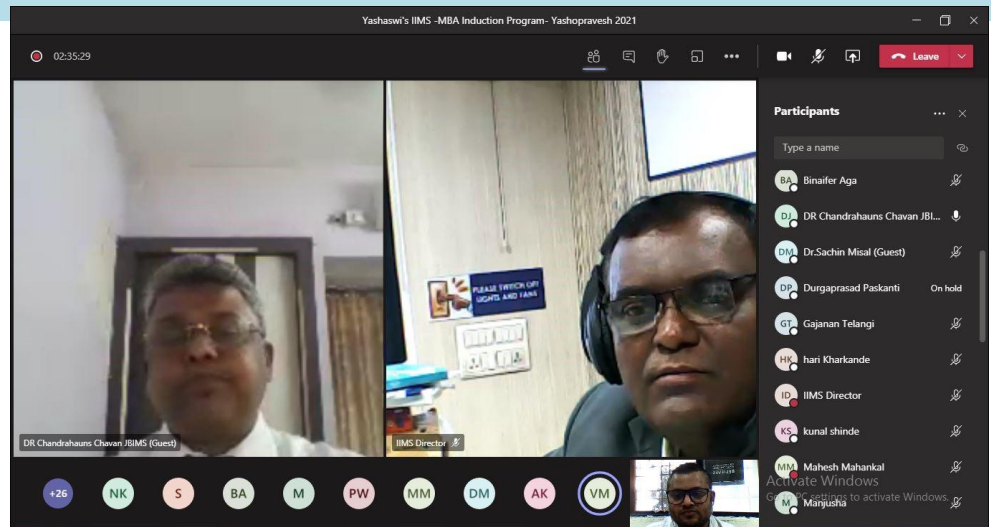 Yashaswi's IIMS -MBA Induction Program- Yashopravesh 2021
02:35:29
Leave
PLEASE SWITCH OFF
LIGHTS AND FANS
DR Chandrahauns Chavan JBIMS (Guest)
IIMS Director
+26
NK
S
BA
M
PW
MM
DM
AK
VM
Participants
Type a name
BA Binaifer Aga
DJ DR Chandrahauns Chavan JBI...
DM Dr.Sachin Misal (Guest)
DP Durgaprasad Paskanti On hold
GT Gajanan Telangi
HK hari Kharkande
ID IIMS Director
KS kunal shinde
MM Mahesh Mahankal
Activate Windows
Go to PC settings to activate Windows.
M Manjusha